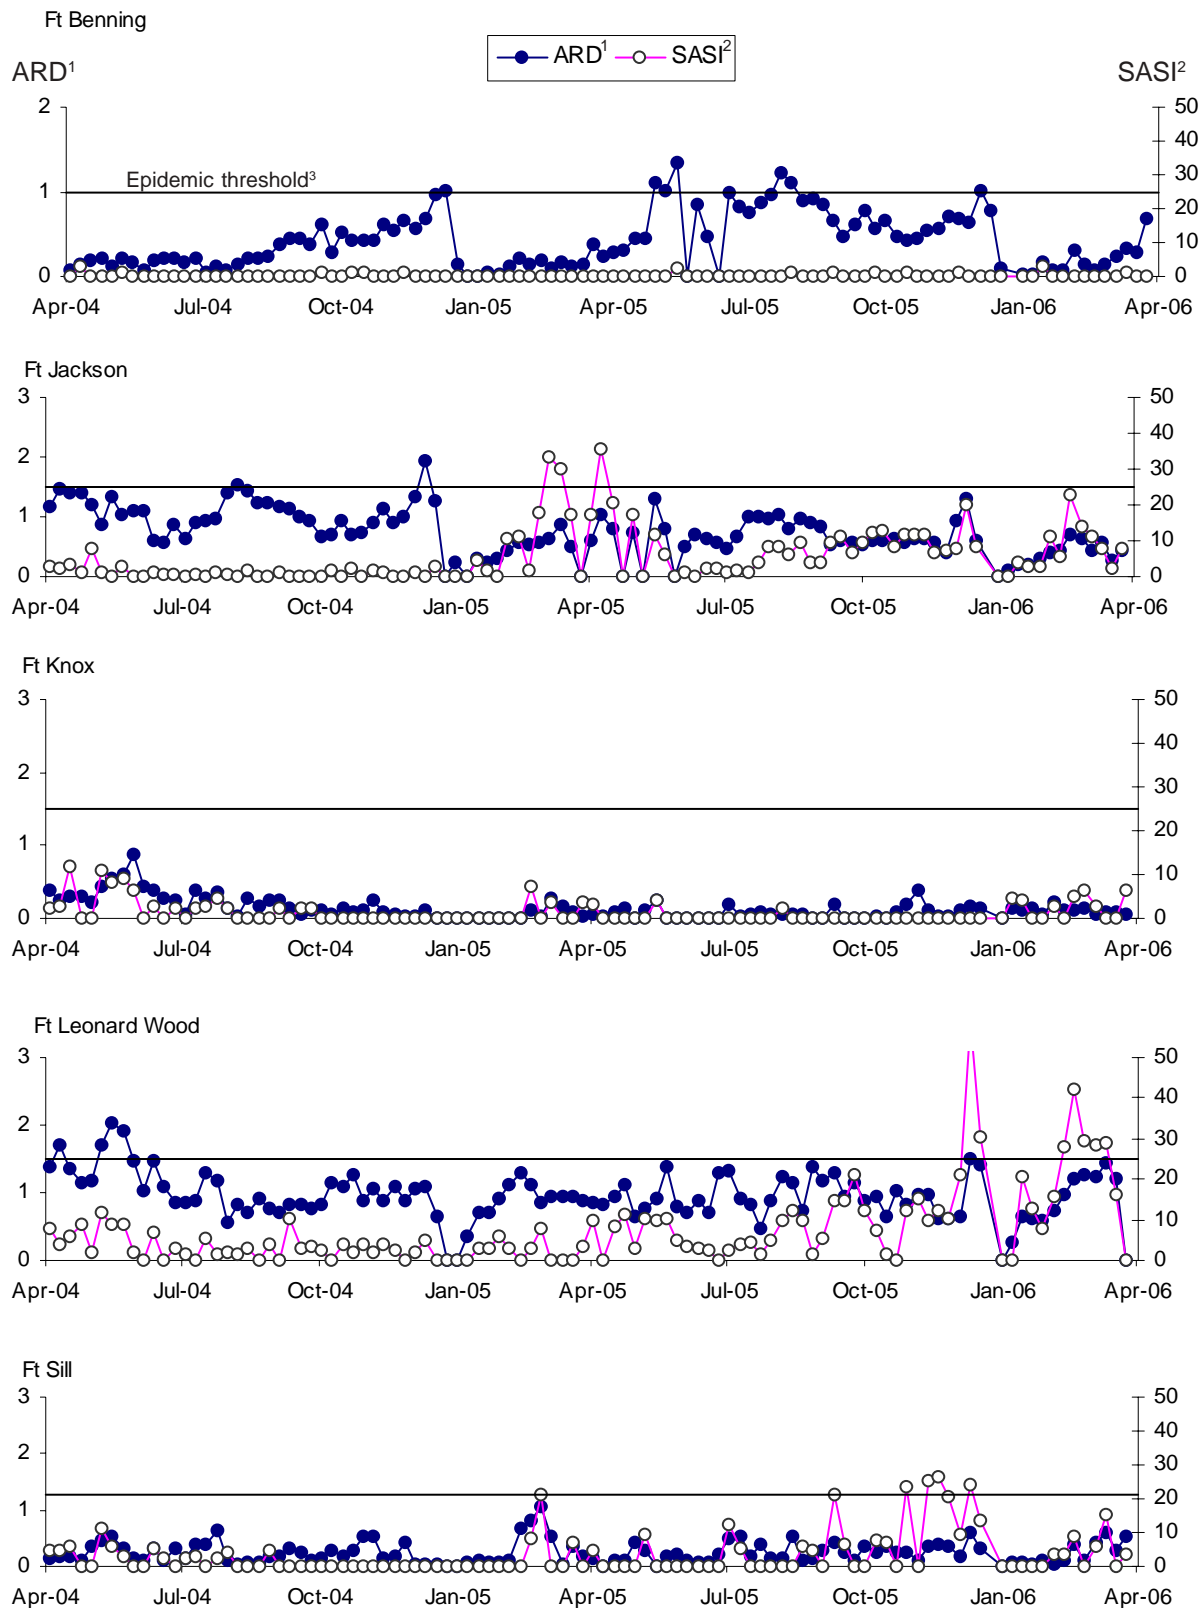 Ft Benning
ARD¹ SASI²
ARD¹ SASI²
2 50
40
30
1 20
10
0 0
Epidemic threshold³
Apr-04 Jul-04 Oct-04 Jan-05 Apr-05 Jul-05 Oct-05 Jan-06 Apr-06
Ft Jackson
3 50
40
2 30
1 20
10
0 0
Apr-04 Jul-04 Oct-04 Jan-05 Apr-05 Jul-05 Oct-05 Jan-06 Apr-06
Ft Knox
3 50
40
2 30
1 20
10
0 0
Apr-04 Jul-04 Oct-04 Jan-05 Apr-05 Jul-05 Oct-05 Jan-06 Apr-06
Ft Leonard Wood
3 50
40
2 30
1 20
10
0 0
Apr-04 Jul-04 Oct-04 Jan-05 Apr-05 Jul-05 Oct-05 Jan-06 Apr-06
Ft Sill
3 50
40
2 30
1 20
10
0 0
Apr-04 Jul-04 Oct-04 Jan-05 Apr-05 Jul-05 Oct-05 Jan-06 Apr-06